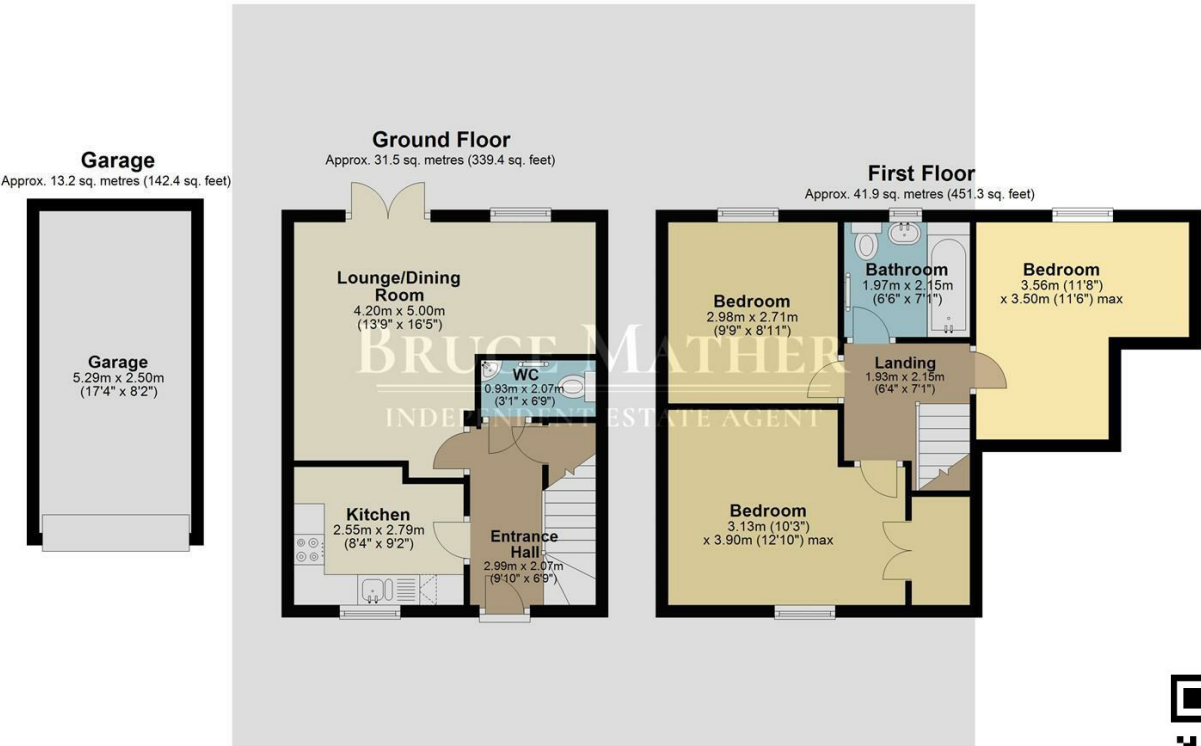 Garage
Approx. 13.2 sq. metres (142.4 sq. feet)
Garage
5.29m x 2.50m
(17'4" x 8'2")
Ground Floor
Approx. 31.5 sq. metres (339.4 sq. feet)
Lounge/Dining
Room
4.20m x 5.00m
(13'9" x 16'5")
WC
0.93m x 2.07m
(3'1" x 6'9")
Kitchen
2.55m x 2.79m
(8'4" x 9'2")
Entrance
Hall
2.99m x 2.07m
(9'10" x 6'9")
First Floor
Approx. 41.9 sq. metres (451.3 sq. feet)
Bedroom
2.98m x 2.71m
(9'9" x 8'11")
Bathroom
1.97m x 2.15m
(6'6" x 7'1")
Bedroom
3.56m (11'8")
x 3.50m (11'6") max
Landing
1.93m x 2.15m
(6'4" x 7'1")
Bedroom
3.13m (10'3")
x 3.90m (12'10") max
BRUCE MATHER
INDEPENDENT ESTATE AGENT